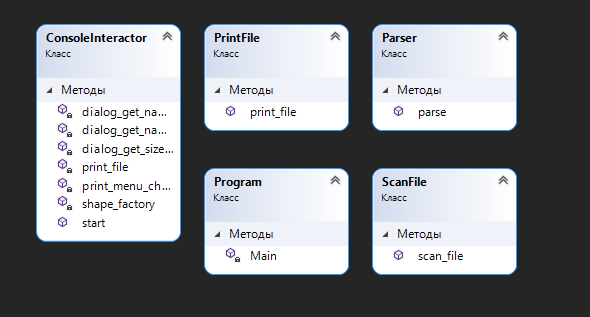 ConsoleInteractor
Класс
Методы
dialog_get_na...
dialog_get_na...
dialog_get_size...
print_file
print_menu_ch...
shape_factory
start
PrintFile
Класс
Методы
print_file
Parser
Класс
Методы
parse
Program
Класс
Методы
Main
ScanFile
Класс
Методы
scan_file